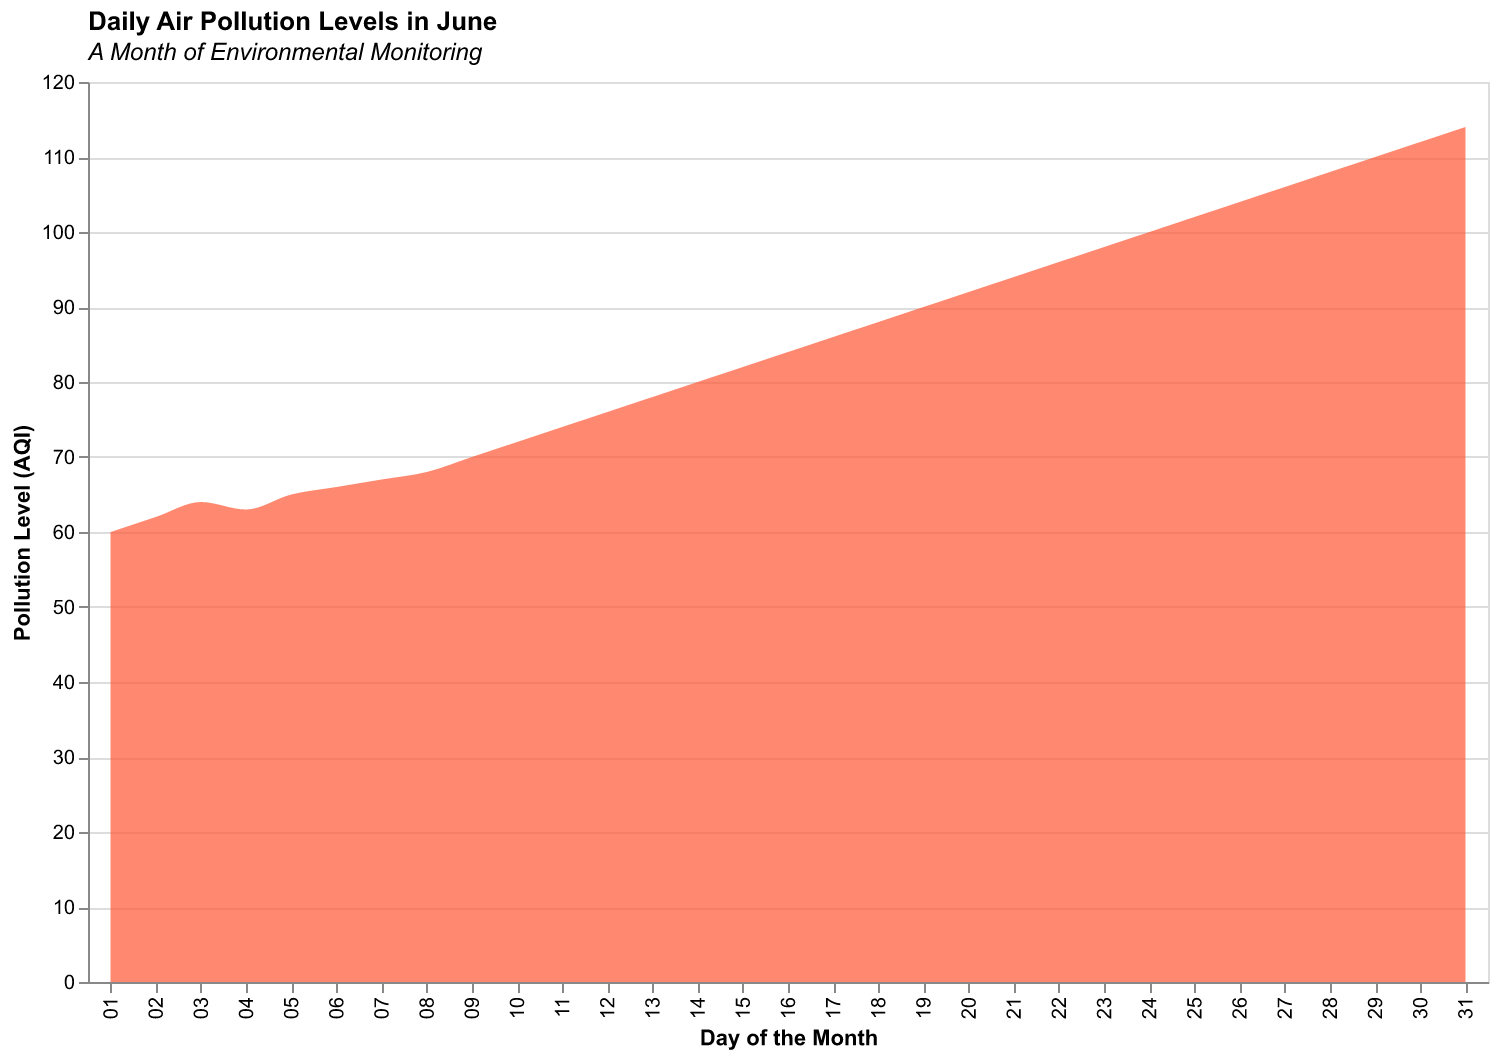 Daily Air Pollution Levels in June
A Month of Environmental Monitoring
120
110
100
90
80
70
60
50
40
30
20
10
0
Pollution Level (AQI)
01 02 03 04 05 06 07 08 09 10 11 12 13 14 15 16 17 18 19 20 21 22 23 24 25 26 27 28 29 30 31
Day of the Month